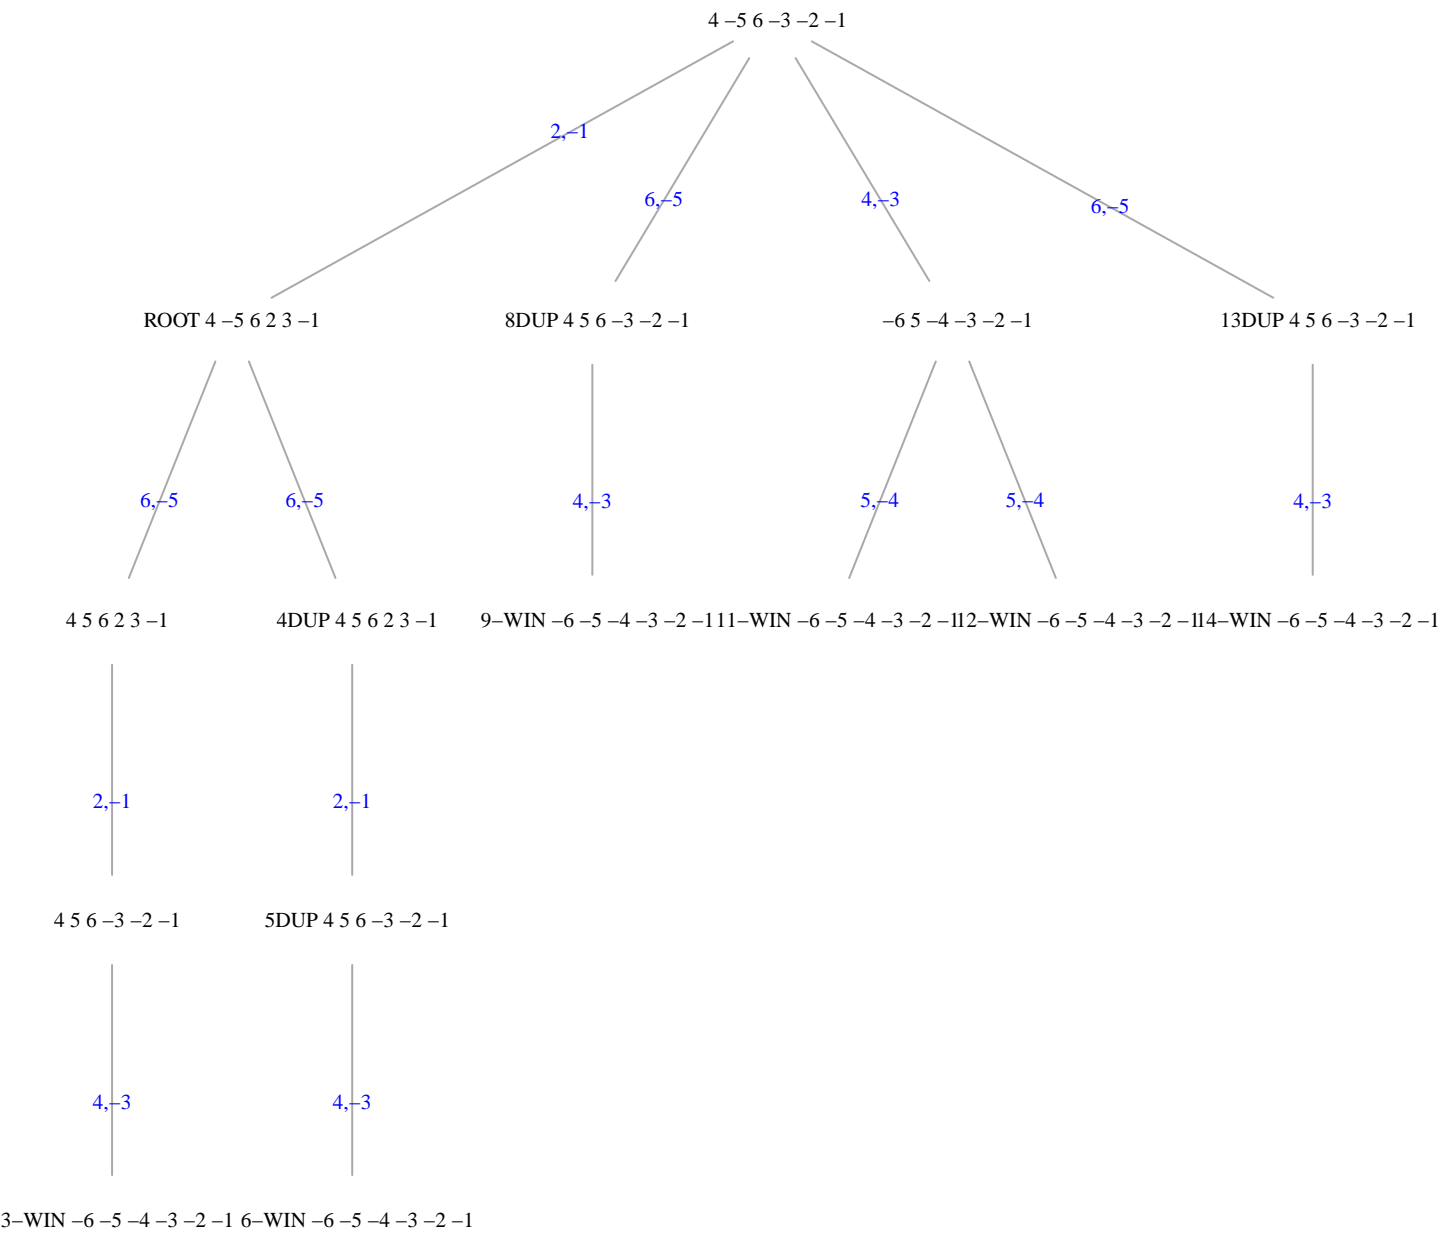 4 –5 6 –3 –2 –1
2,–1
6,–5
4,–3
6,–5
ROOT 4 –5 6 2 3 –1
8DUP 4 5 6 –3 –2 –1
–6 5 –4 –3 –2 –1
13DUP 4 5 6 –3 –2 –1
6,–5
6,–5
4,–3
5,–4
5,–4
4,–3
4 5 6 2 3 –1
4DUP 4 5 6 2 3 –1
9–WIN –6 –5 –4 –3 –2 –1
11–WIN –6 –5 –4 –3 –2 –1
12–WIN –6 –5 –4 –3 –2 –1
14–WIN –6 –5 –4 –3 –2 –1
2,–1
2,–1
4 5 6 –3 –2 –1
5DUP 4 5 6 –3 –2 –1
4,–3
4,–3
3–WIN –6 –5 –4 –3 –2 –1
6–WIN –6 –5 –4 –3 –2 –1